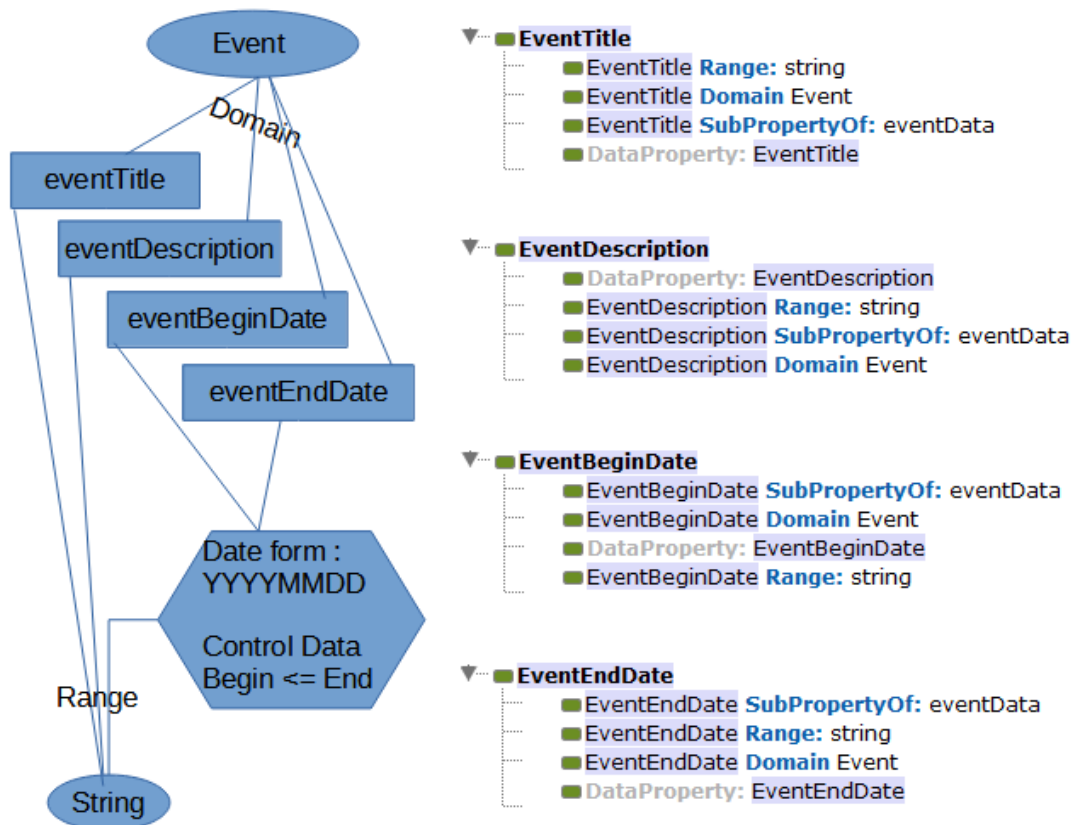 Event
Domain
eventTitle
eventDescription
eventBeginDate
eventEndDate
Date form :
YYYYMMDD
Control Data
Begin <= End
Range
String
EventTitle
EventTitle Range: string
EventTitle Domain Event
EventTitle SubPropertyOf: eventData
DataProperty: EventTitle
EventDescription
DataProperty: EventDescription
EventDescription Range: string
EventDescription SubPropertyOf: eventData
EventDescription Domain Event
EventBeginDate
EventBeginDate SubPropertyOf: eventData
EventBeginDate Domain Event
DataProperty: EventBeginDate
EventBeginDate Range: string
EventEndDate
EventEndDate SubPropertyOf: eventData
EventEndDate Range: string
EventEndDate Domain Event
DataProperty: EventEndDate